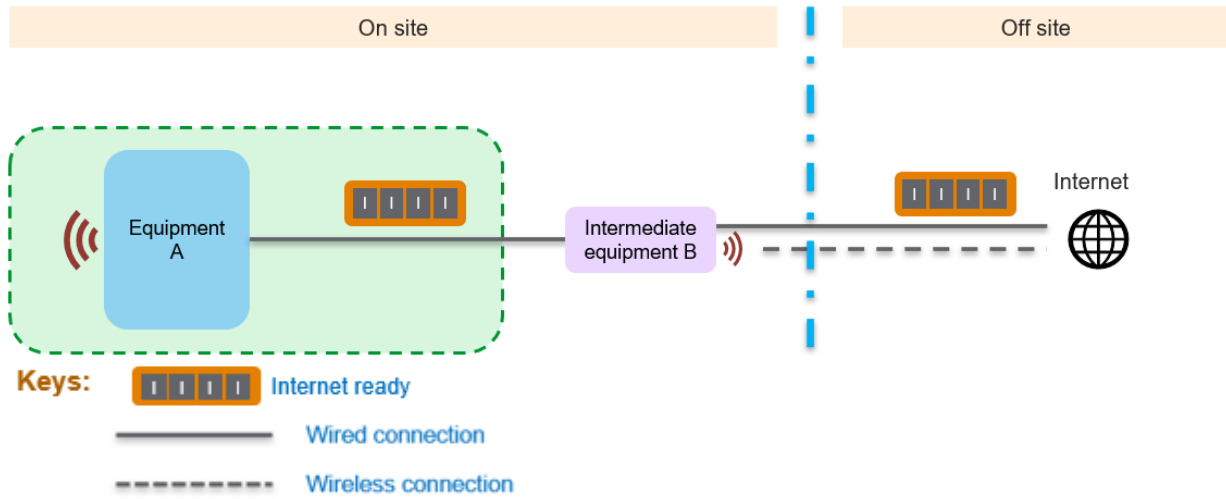 On site
Off site
I I I I
I I I I
Internet
Equipment
A
Intermediate
equipment B
Keys:
I I I I
Internet ready
Wired connection
Wireless connection